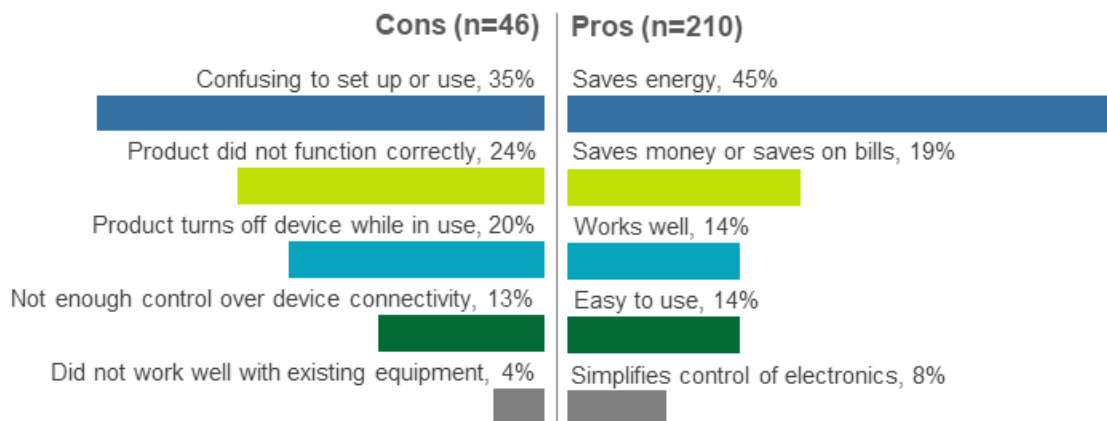 Cons (n=46)
Pros (n=210)
Confusing to set up or use, 35%
Saves energy, 45%
Product did not function correctly, 24%
Saves money or saves on bills, 19%
Product turns off device while in use, 20%
Works well, 14%
Not enough control over device connectivity, 13%
Easy to use, 14%
Did not work well with existing equipment, 4%
Simplifies control of electronics, 8%